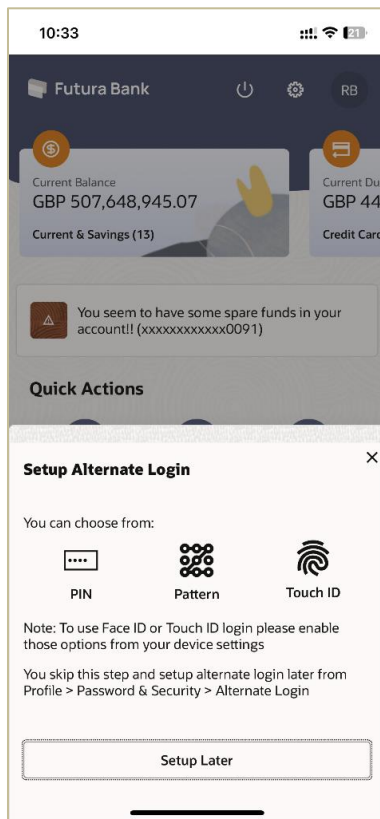 10:33
21
Futura Bank
RB
Current Balance
GBP 507,648,945.07
Current & Savings (13)
Current Du
GBP 44
Credit Card
You seem to have some spare funds in your
account!! (xxxxxxxxxxxx0091)
Quick Actions
Setup Alternate Login
You can choose from:
PIN
Pattern
Touch ID
Note: To use Face ID or Touch ID login please enable
those options from your device settings
You skip this step and setup alternate login later from
Profile > Password & Security > Alternate Login
Setup Later